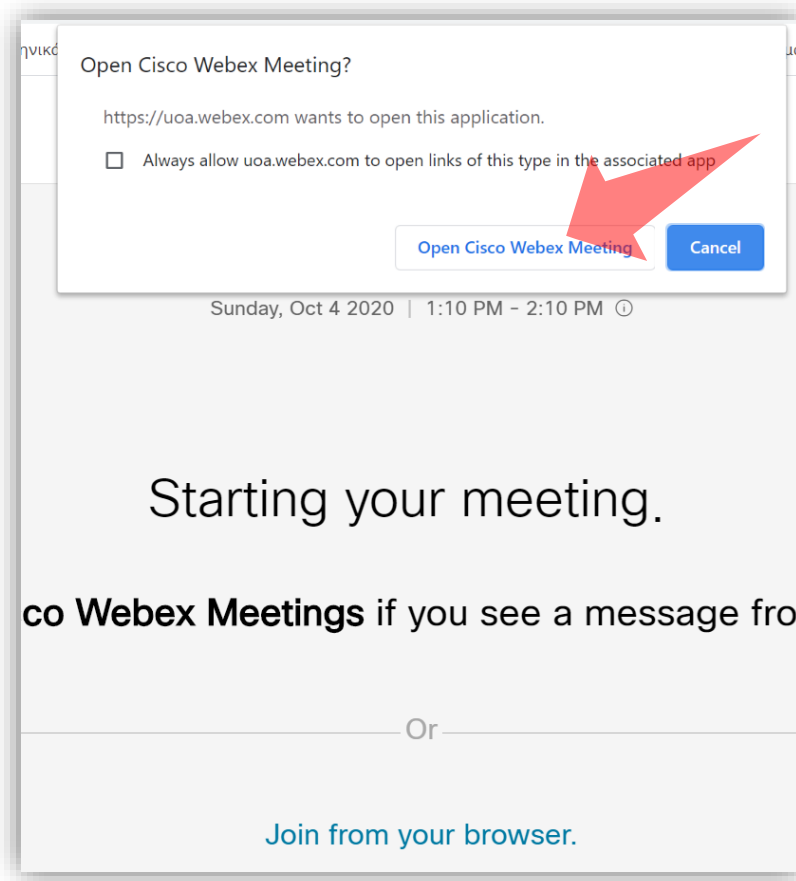 Open Cisco Webex Meeting?
https://uoa.webex.com wants to open this application.
Always allow uoa.webex.com to open links of this type in the associated app
Open Cisco Webex Meeting
Cancel
Sunday, Oct 4 2020 | 1:10 PM - 2:10 PM
Starting your meeting.
co Webex Meetings if you see a message fro
Or
Join from your browser.